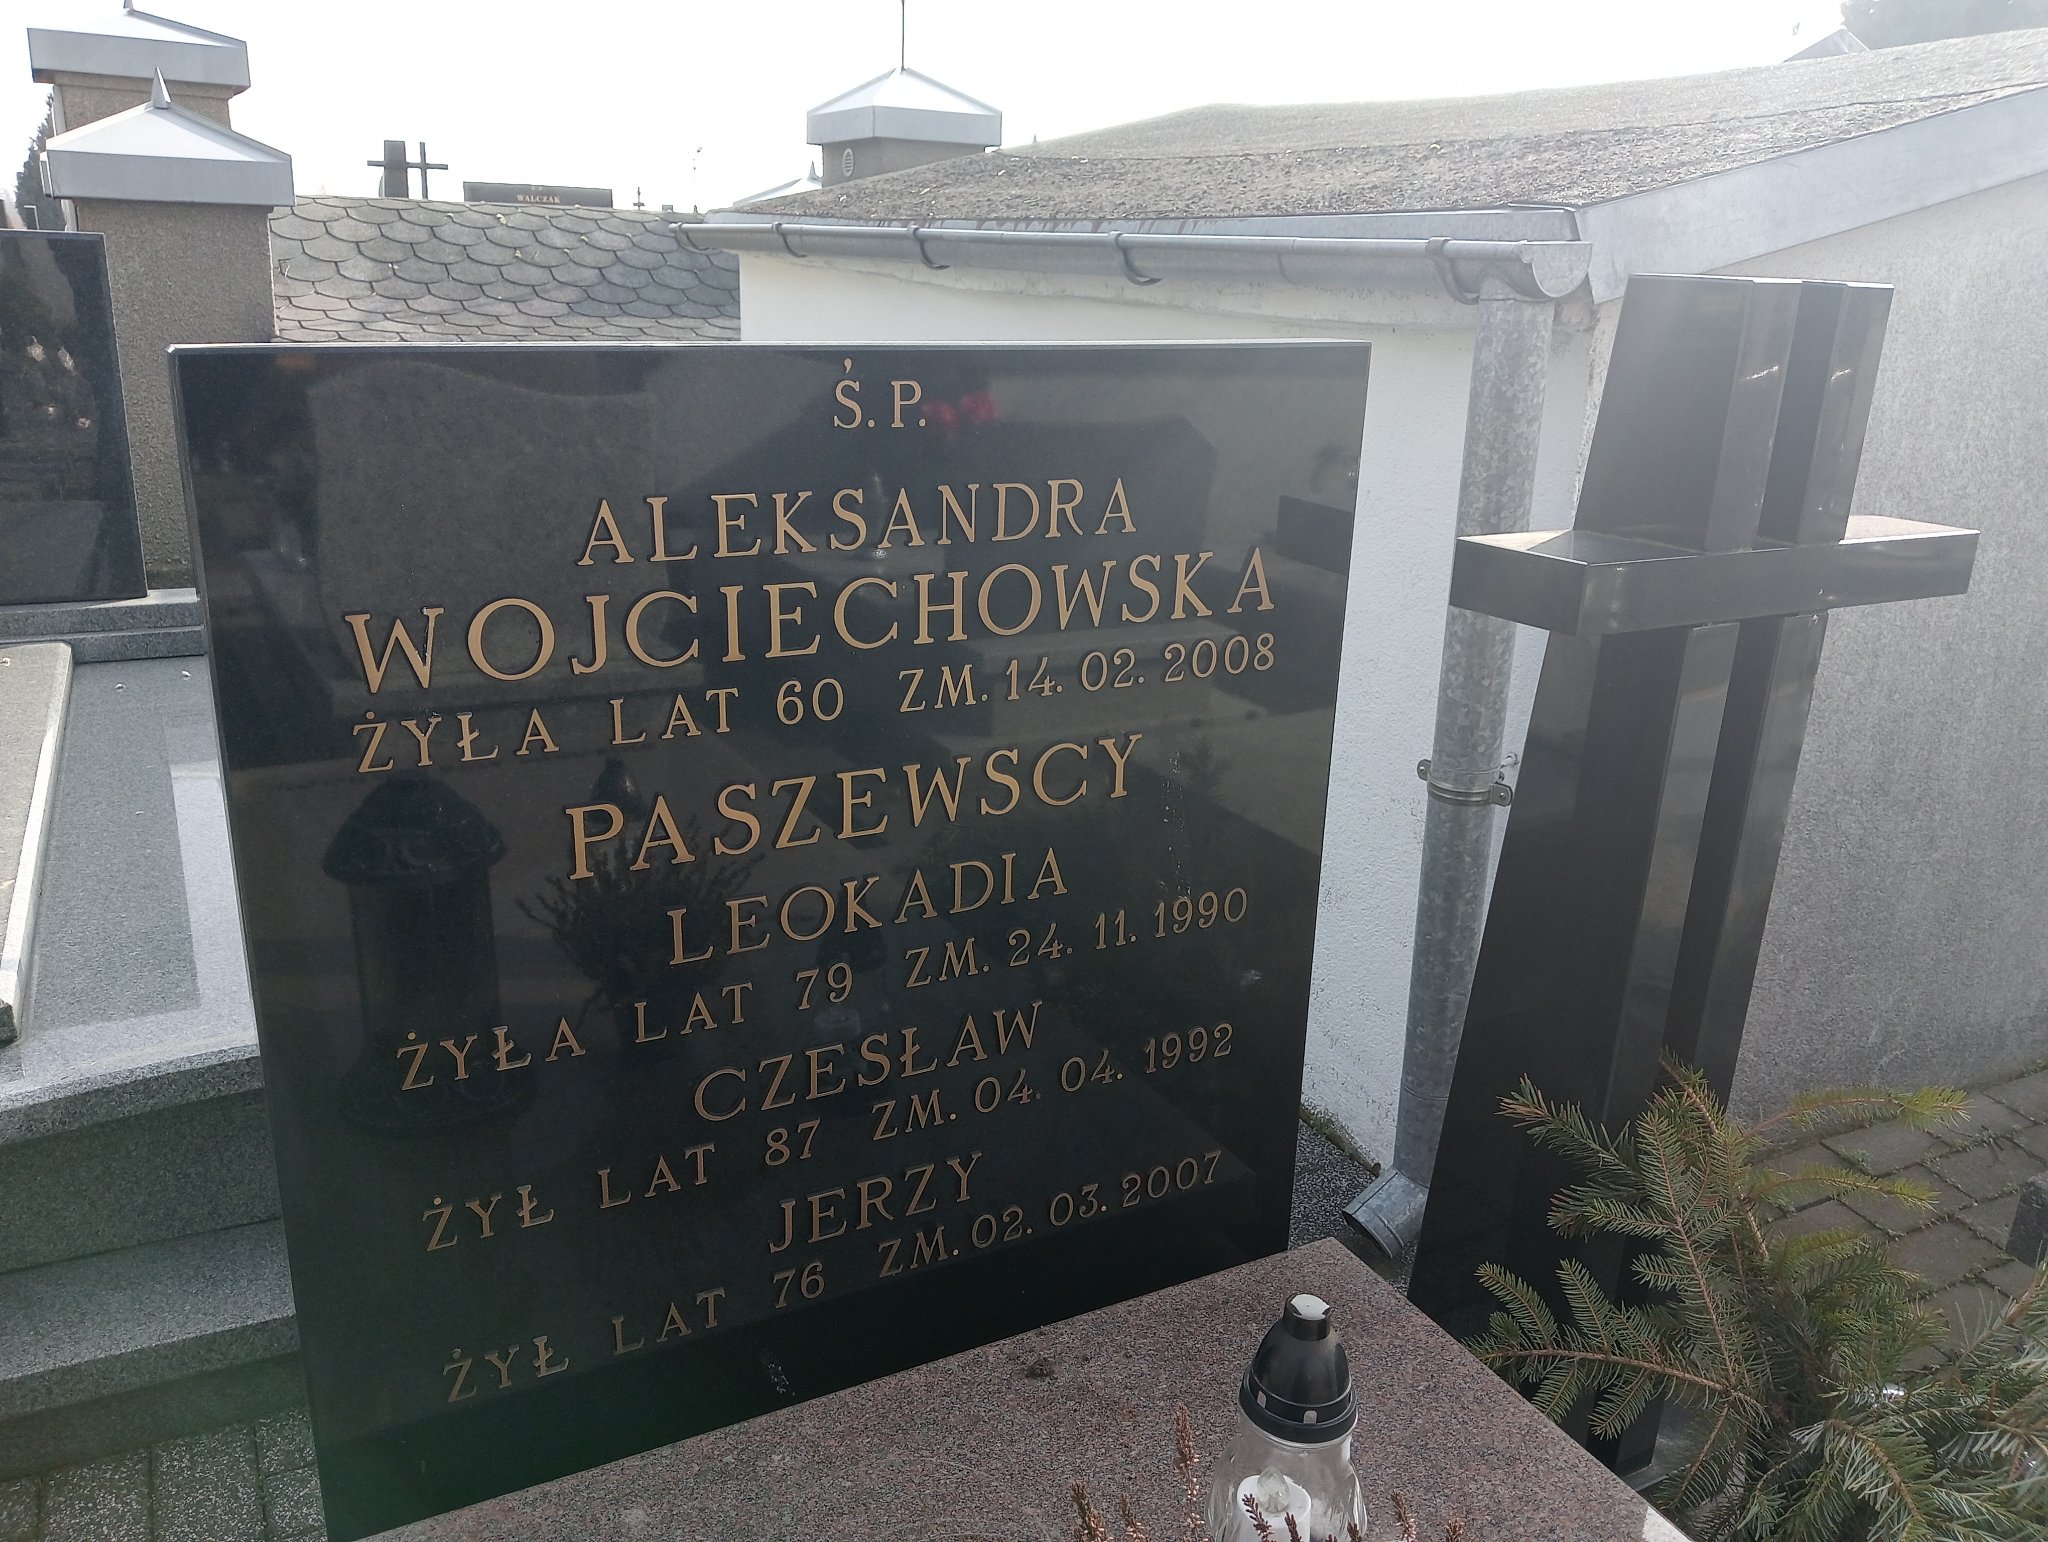 WALCZAK
Ś. P.
ALEKSANDRA
WOJCIECHOWSKA
ŻYŁA LAT 60 ZM. 14. 02. 2008
PASZEWSCY
LEOKADIA
ŻYŁA LAT 79 ZM. 24. 11. 1990
CZESŁAW
ŻYŁ LAT 87 ZM. 04. 04. 1992
JERZY
ŻYŁ LAT 76 ZM. 02. 03. 2007